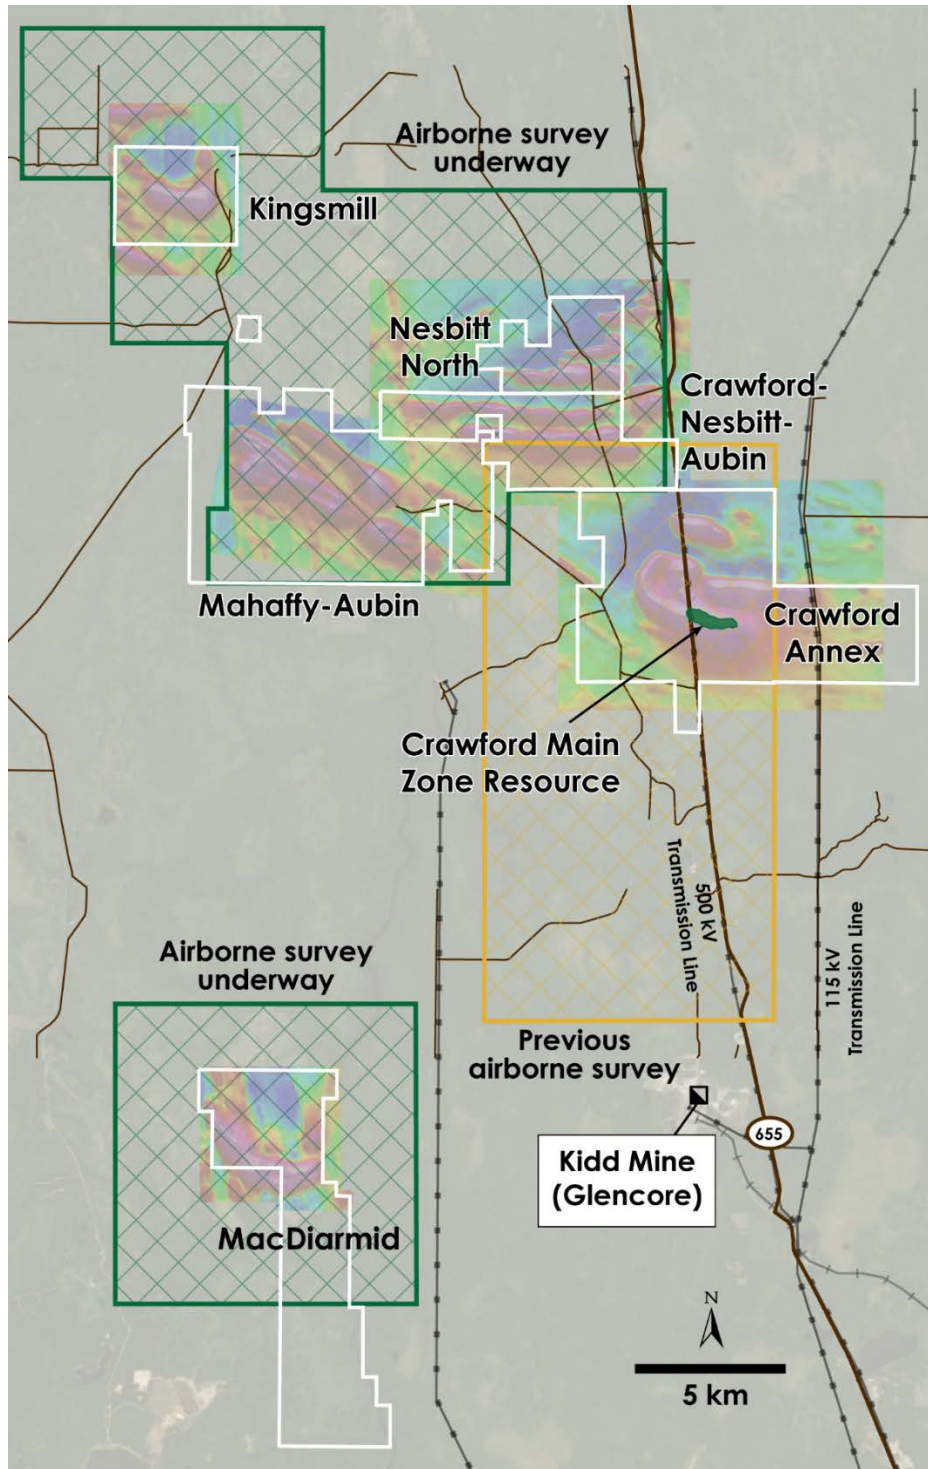 Airborne survey
underway
Kingsmill
Nesbitt
North
Crawford-
Nesbitt-
Aubin
Mahaffy-Aubin
Crawford
Annex
Crawford Main
Zone Resource
500 kV
Transmission Line
115 kV
Transmission Line
Airborne survey
underway
Previous
airborne survey
655
Kidd Mine
(Glencore)
MacDiarmid
N
5 km